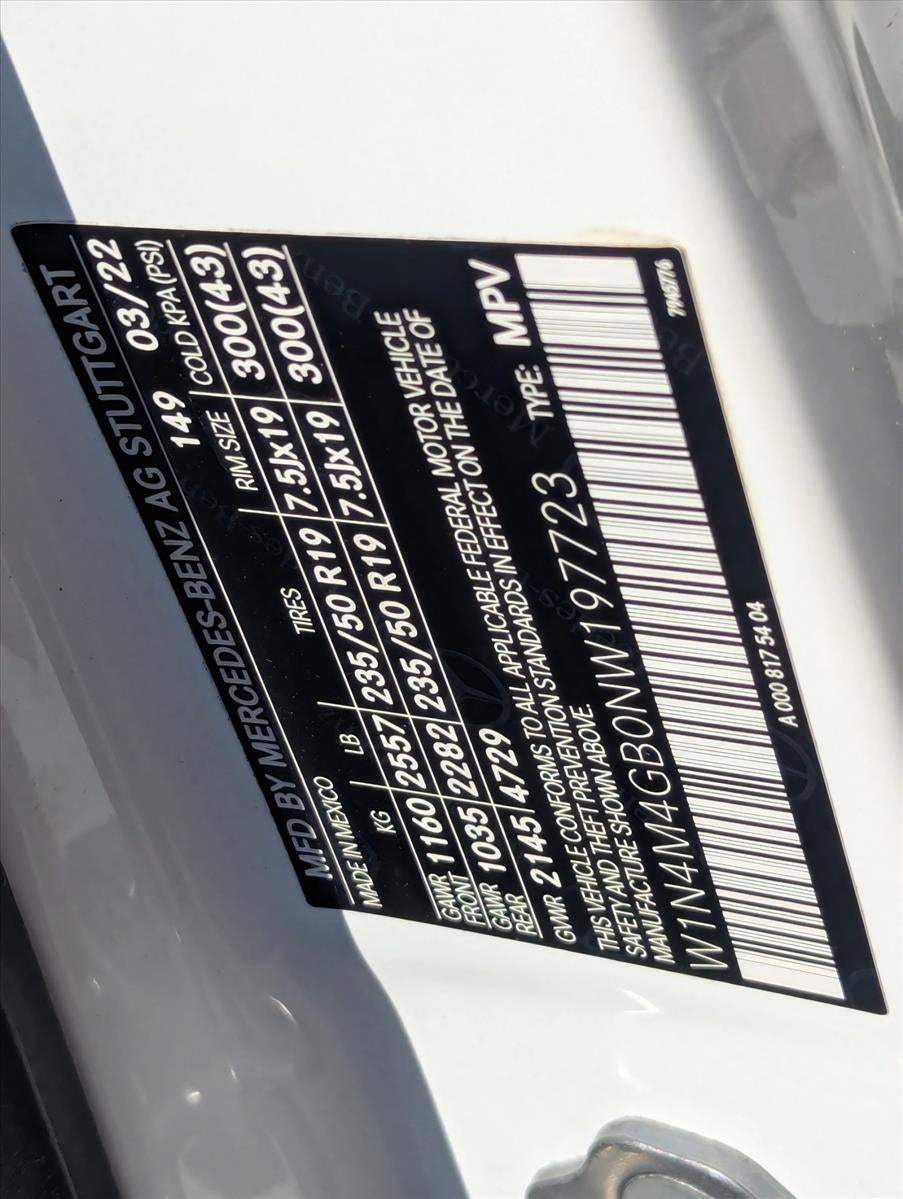 MFD BY MERCEDES-BENZ AG STUTTGART
MADE IN MEXICO 149 03/22
KG LB TIRES RIM SIZE COLD KPA (PSI)
GAWR FRONT 1160 2557 235/50 R19 7.5Jx19 300(43)
GAWR REAR 1035 2282 235/50 R19 7.5Jx19 300(43)
GVWR 2145 4729
THIS VEHICLE CONFORMS TO ALL APPLICABLE FEDERAL MOTOR VEHICLE
SAFETY AND THEFT PREVENTION STANDARDS IN EFFECT ON THE DATE OF
MANUFACTURE SHOWN ABOVE.
W1N4M4GB0NW197723 TYPE: MPV
A 000 817 54 04